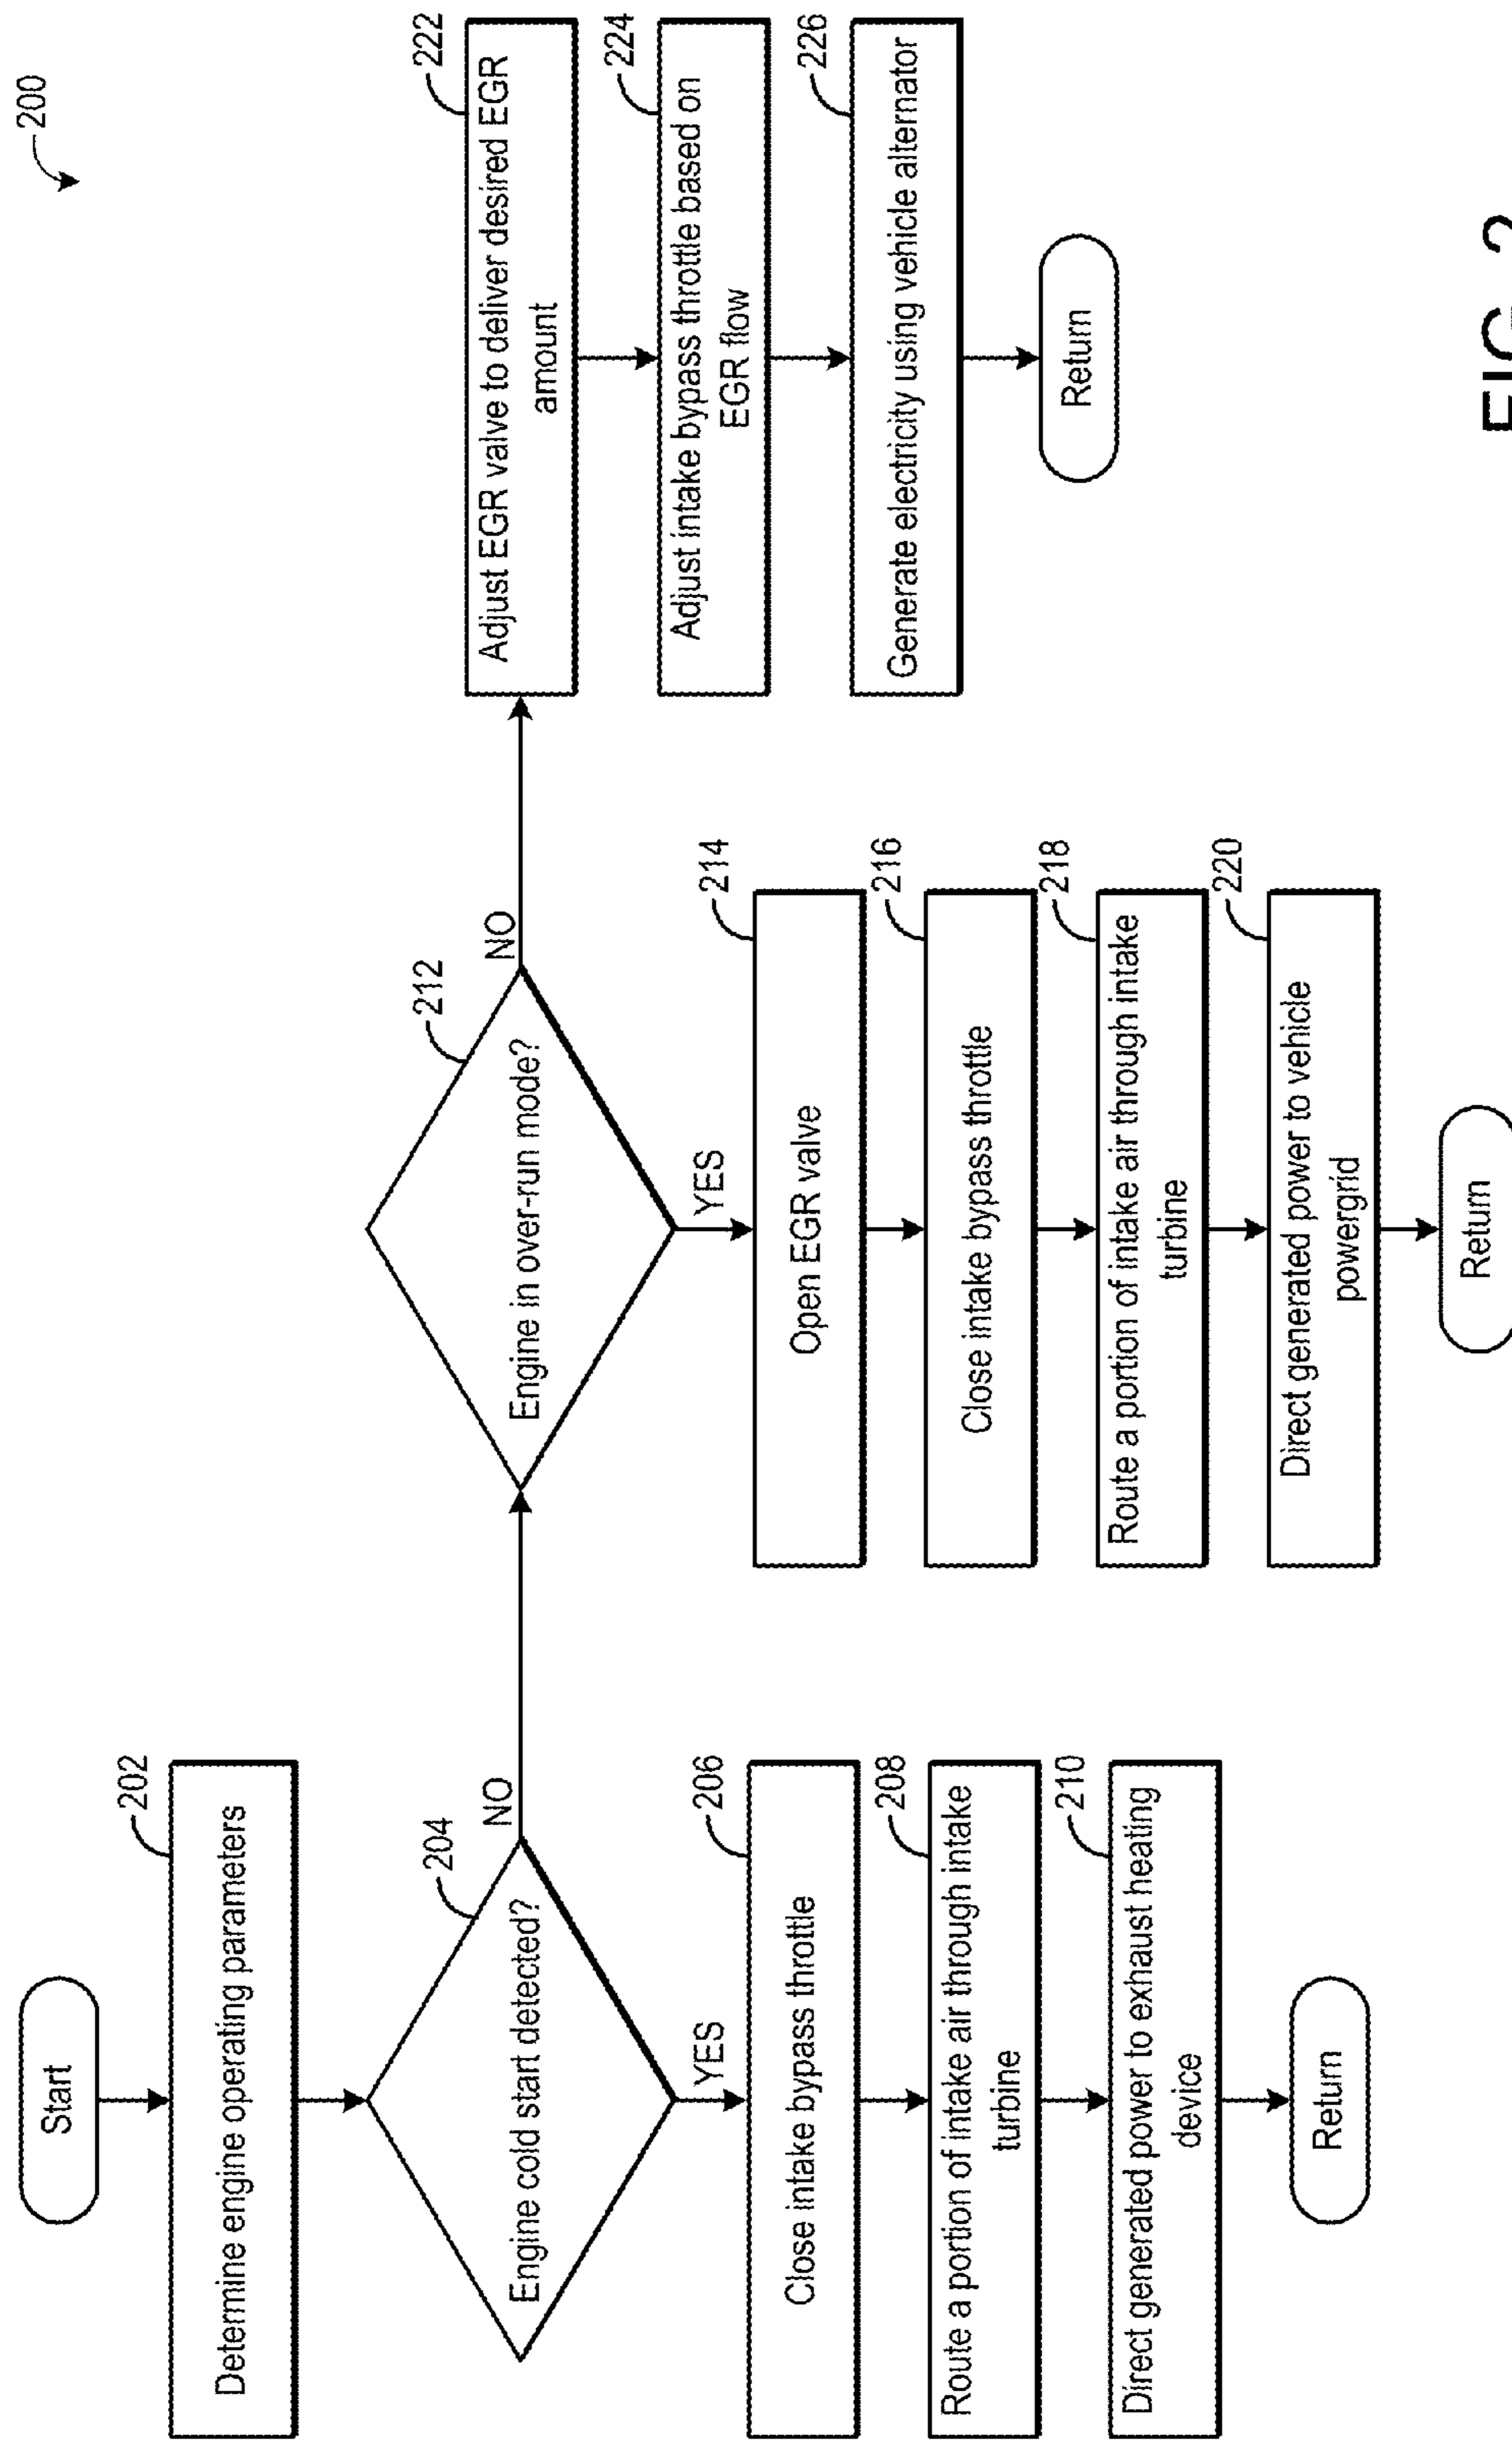 200
Start
202
Determine engine operating parameters
204
Engine cold start detected?
NO
YES
206
Close intake bypass throttle
208
Route a portion of intake air through intake
turbine
210
Direct generated power to exhaust heating
device
Return
212
Engine in over-run mode?
NO
YES
214
Open EGR valve
216
Close intake bypass throttle
218
Route a portion of intake air through intake
turbine
220
Direct generated power to vehicle
powergrid
Return
222
Adjust EGR valve to deliver desired EGR
amount
224
Adjust intake bypass throttle based on
EGR flow
226
Generate electricity using vehicle alternator
Return
FIG. 2